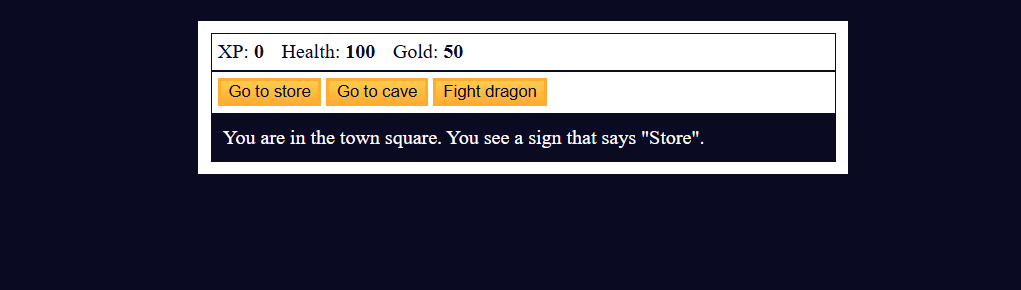 XP: 0 Health: 100 Gold: 50
Go to store Go to cave Fight dragon
You are in the town square. You see a sign that says "Store".